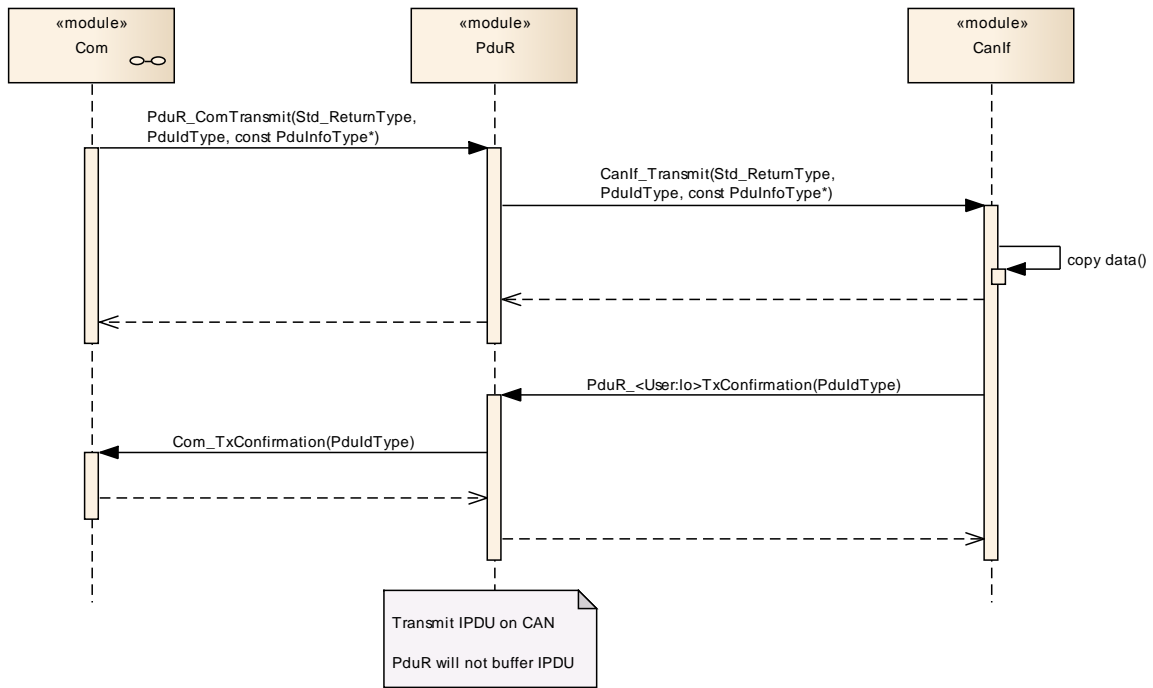 «module»
Com
«module»
PduR
«module»
CanIf
PduR_ComTransmit(Std_ReturnType,
PduIdType, const PduInfoType*)
CanIf_Transmit(Std_ReturnType,
PduIdType, const PduInfoType*)
copy data()
PduR_<User:lo>TxConfirmation(PduIdType)
Com_TxConfirmation(PduIdType)
Transmit IPDU on CAN
PduR will not buffer IPDU